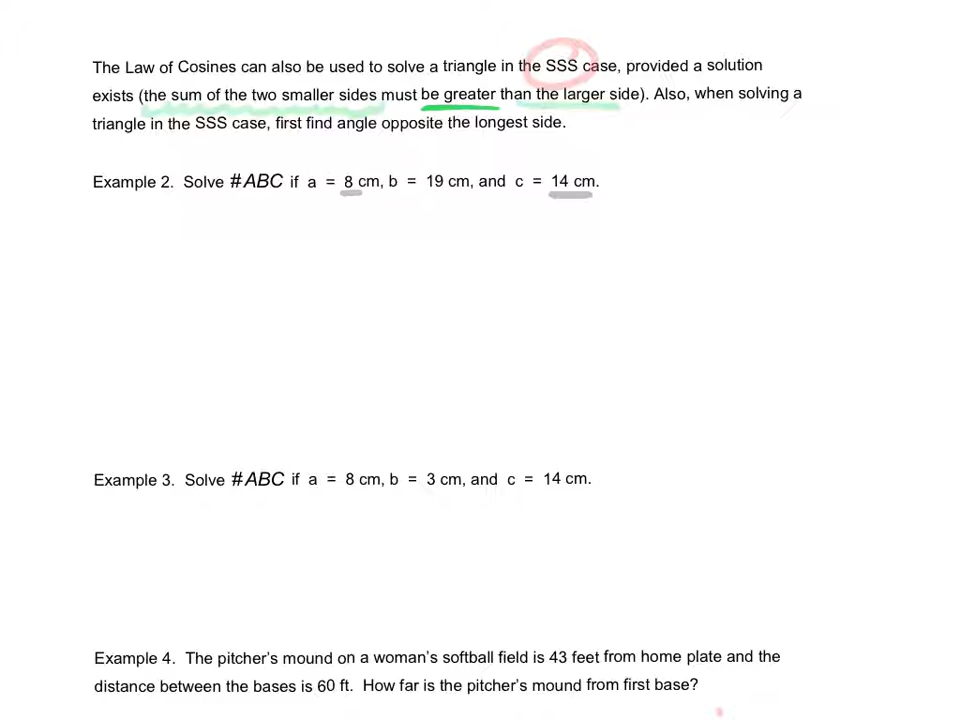 The Law of Cosines can also be used to solve a triangle in the SSS case, provided a solution
exists (the sum of the two smaller sides must be greater than the larger side). Also, when solving a
triangle in the SSS case, first find angle opposite the longest side.
Example 2. Solve #ABC if a = 8 cm, b = 19 cm, and c = 14 cm.
Example 3. Solve #ABC if a = 8 cm, b = 3 cm, and c = 14 cm.
Example 4. The pitcher's mound on a woman's softball field is 43 feet from home plate and the
distance between the bases is 60 ft. How far is the pitcher's mound from first base?